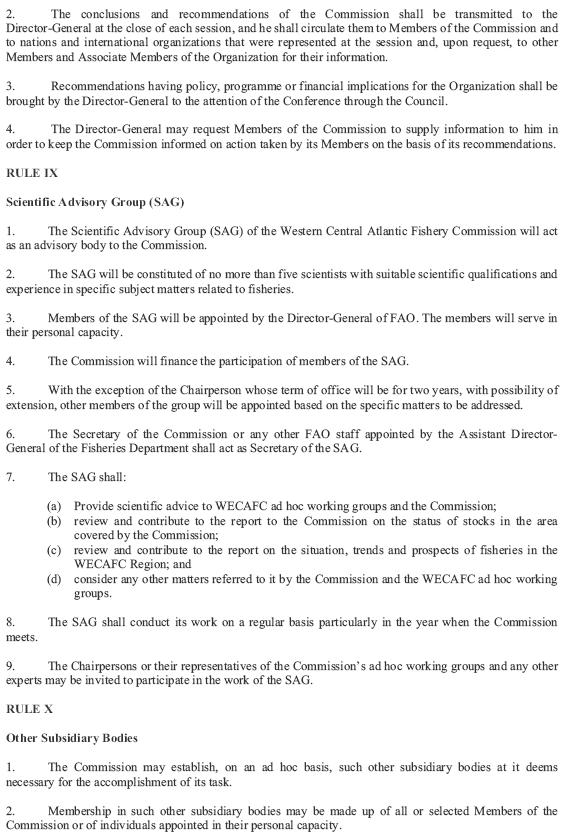 2. The conclusions and recommendations of the Commission shall be transmitted to the
Director-General at the close of each session, and he shall circulate them to Members of the Commission and
to nations and international organizations that were represented at the session and, upon request, to other
Members and Associate Members of the Organization for their information.
3. Recommendations having policy, programme or financial implications for the Organization shall be
brought by the Director-General to the attention of the Conference through the Council.
4. The Director-General may request Members of the Commission to supply information to him in
order to keep the Commission informed on action taken by its Members on the basis of its recommendations.
RULE IX
Scientific Advisory Group (SAG)
1. The Scientific Advisory Group (SAG) of the Western Central Atlantic Fishery Commission will act
as an advisory body to the Commission.
2. The SAG will be constituted of no more than five scientists with suitable scientific qualifications and
experience in specific subject matters related to fisheries.
3. Members of the SAG will be appointed by the Director-General of FAO. The members will serve in
their personal capacity.
4. The Commission will finance the participation of members of the SAG.
5. With the exception of the Chairperson whose term of office will be for two years, with possibility of
extension, other members of the group will be appointed based on the specific matters to be addressed.
6. The Secretary of the Commission or any other FAO staff appointed by the Assistant Director-
General of the Fisheries Department shall act as Secretary of the SAG.
7. The SAG shall:
(a) Provide scientific advice to WECAFC ad hoc working groups and the Commission;
(b) review and contribute to the report to the Commission on the status of stocks in the area
covered by the Commission;
(c) review and contribute to the report on the situation, trends and prospects of fisheries in the
WECAFC Region; and
(d) consider any other matters referred to it by the Commission and the WECAFC ad hoc working
groups.
8. The SAG shall conduct its work on a regular basis particularly in the year when the Commission
meets.
9. The Chairpersons or their representatives of the Commission's ad hoc working groups and any other
experts may be invited to participate in the work of the SAG.
RULE X
Other Subsidiary Bodies
1. The Commission may establish, on an ad hoc basis, such other subsidiary bodies at it deems
necessary for the accomplishment of its task.
2. Membership in such other subsidiary bodies may be made up of all or selected Members of the
Commission or of individuals appointed in their personal capacity.